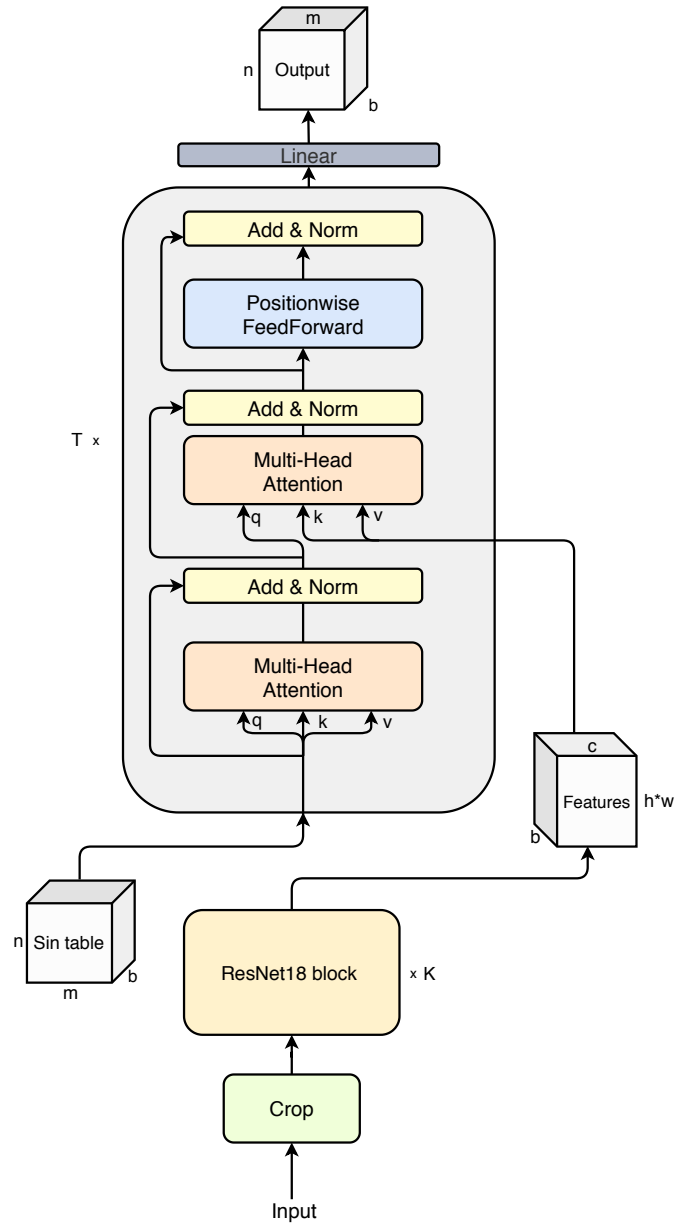 m
n
Output
b
Linear
Add & Norm
Positionwise
FeedForward
Add & Norm
T x
Multi-Head
Attention
q
k
v
Add & Norm
Multi-Head
Attention
q
k
v
c
Features
h*w
b
n
Sin table
b
m
ResNet18 block
x K
Crop
Input